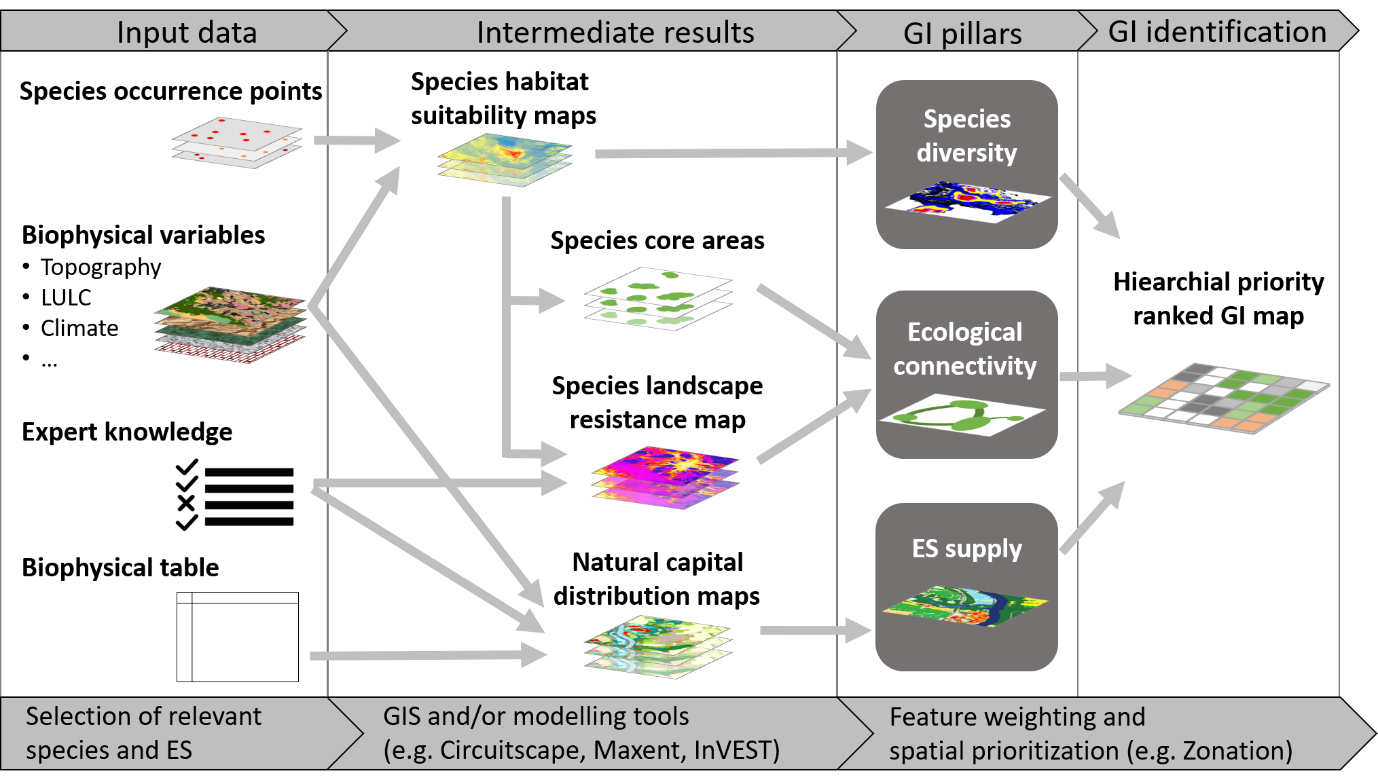 Input data
Intermediate results
GI pillars
GI identification
Species occurrence points
Biophysical variables
• Topography
• LULC
• Climate
• ...
Expert knowledge
Biophysical table
Species habitat
suitability maps
Species core areas
Species landscape
resistance map
Natural capital
distribution maps
Species
diversity
Ecological
connectivity
ES supply
Hiearchial priority
ranked GI map
Selection of relevant
species and ES
GIS and/or modelling tools
(e.g. Circuitscape, Maxent, InVEST)
Feature weighting and
spatial prioritization (e.g. Zonation)